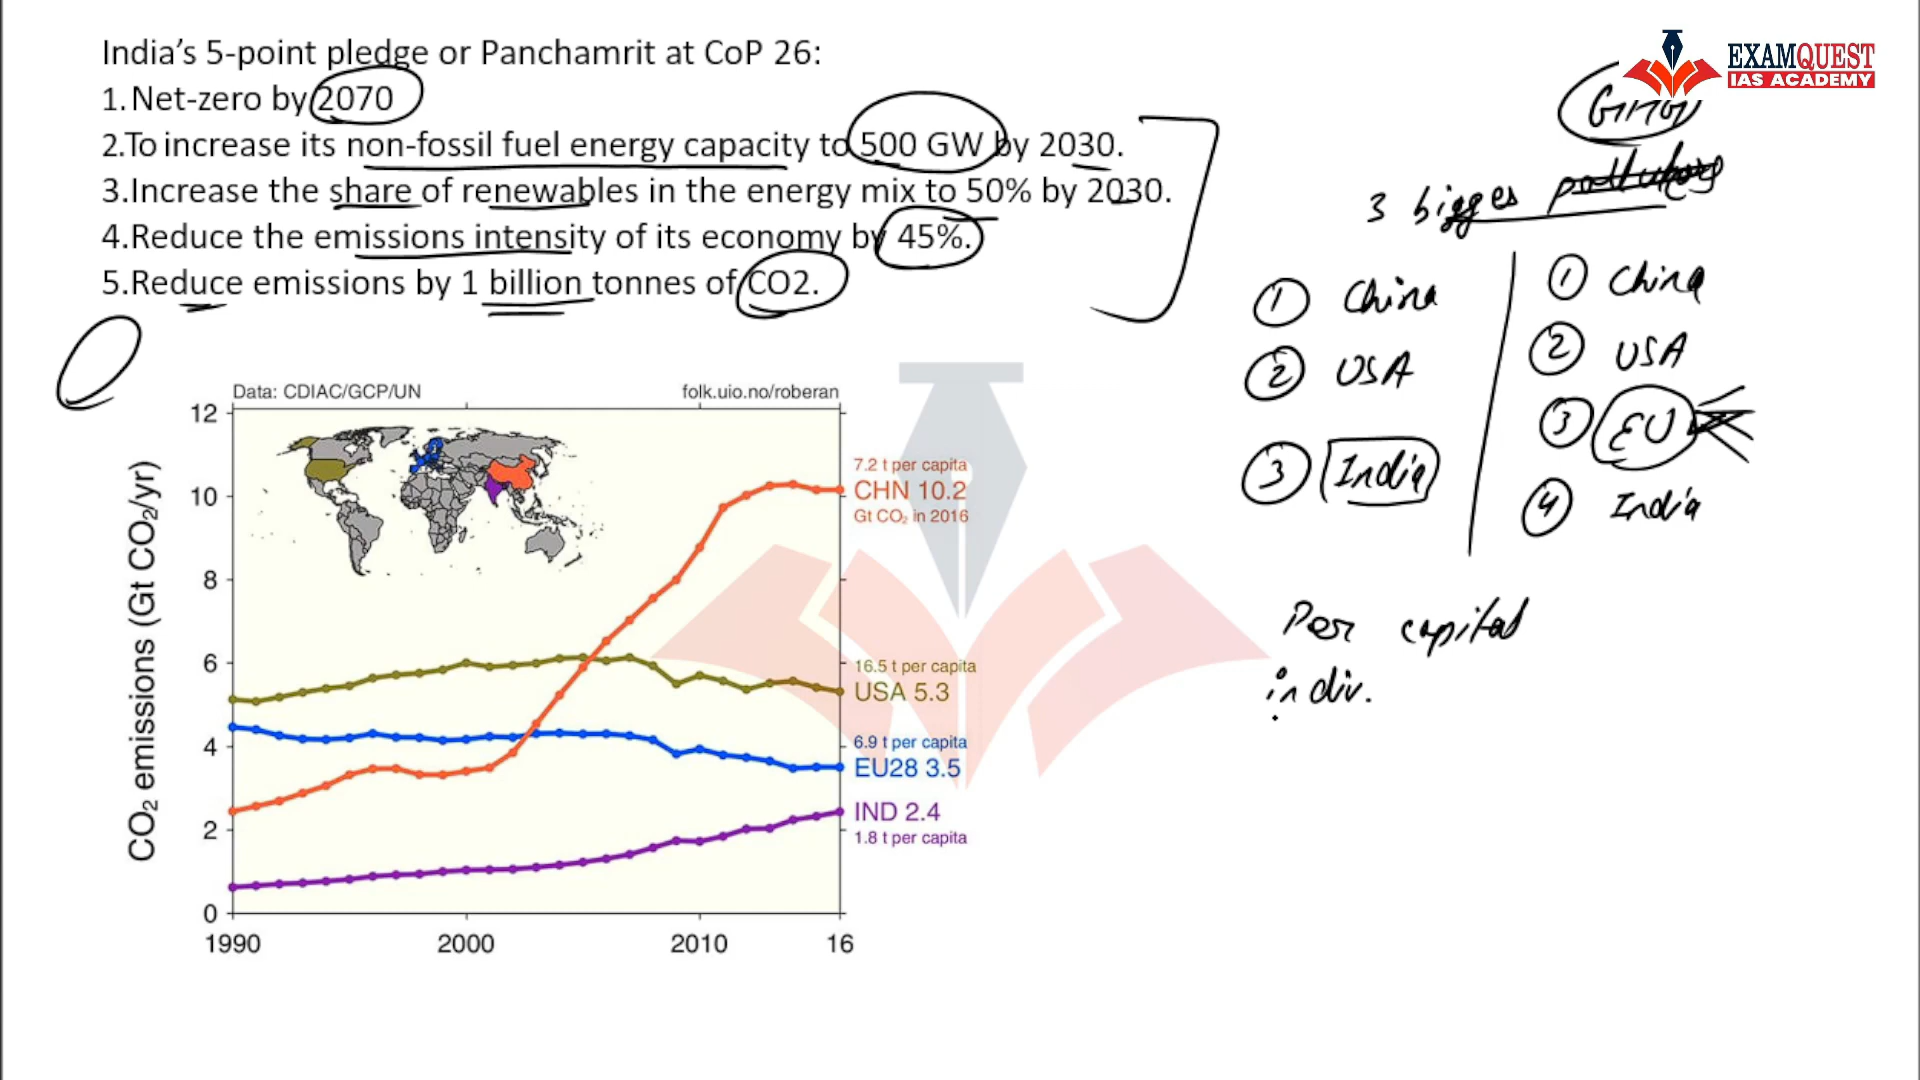 India's 5-point pledge or Panchamrit at CoP 26:
1.Net-zero by 2070
2.To increase its non-fossil fuel energy capacity to 500 GW by 2030.
3.Increase the share of renewables in the energy mix to 50% by 2030.
4.Reduce the emissions intensity of its economy by 45%.
5.Reduce emissions by 1 billion tonnes of CO2.
EXAMQUEST
IAS ACADEMY
3 bigges
① China
② USA
③ India
① China
② USA
③ EU
④ India
Per capital
indiv.
Data: CDIAC/GCP/UN
folk.uio.no/roberan
CO₂ emissions (Gt CO₂/yr)
12
10
8
6
4
2
0
1990
2000
2010
16
7.2 t per capita
CHN 10.2
Gt CO₂ in 2016
16.5 t per capita
USA 5.3
6.9 t per capita
EU28 3.5
IND 2.4
1.8 t per capita